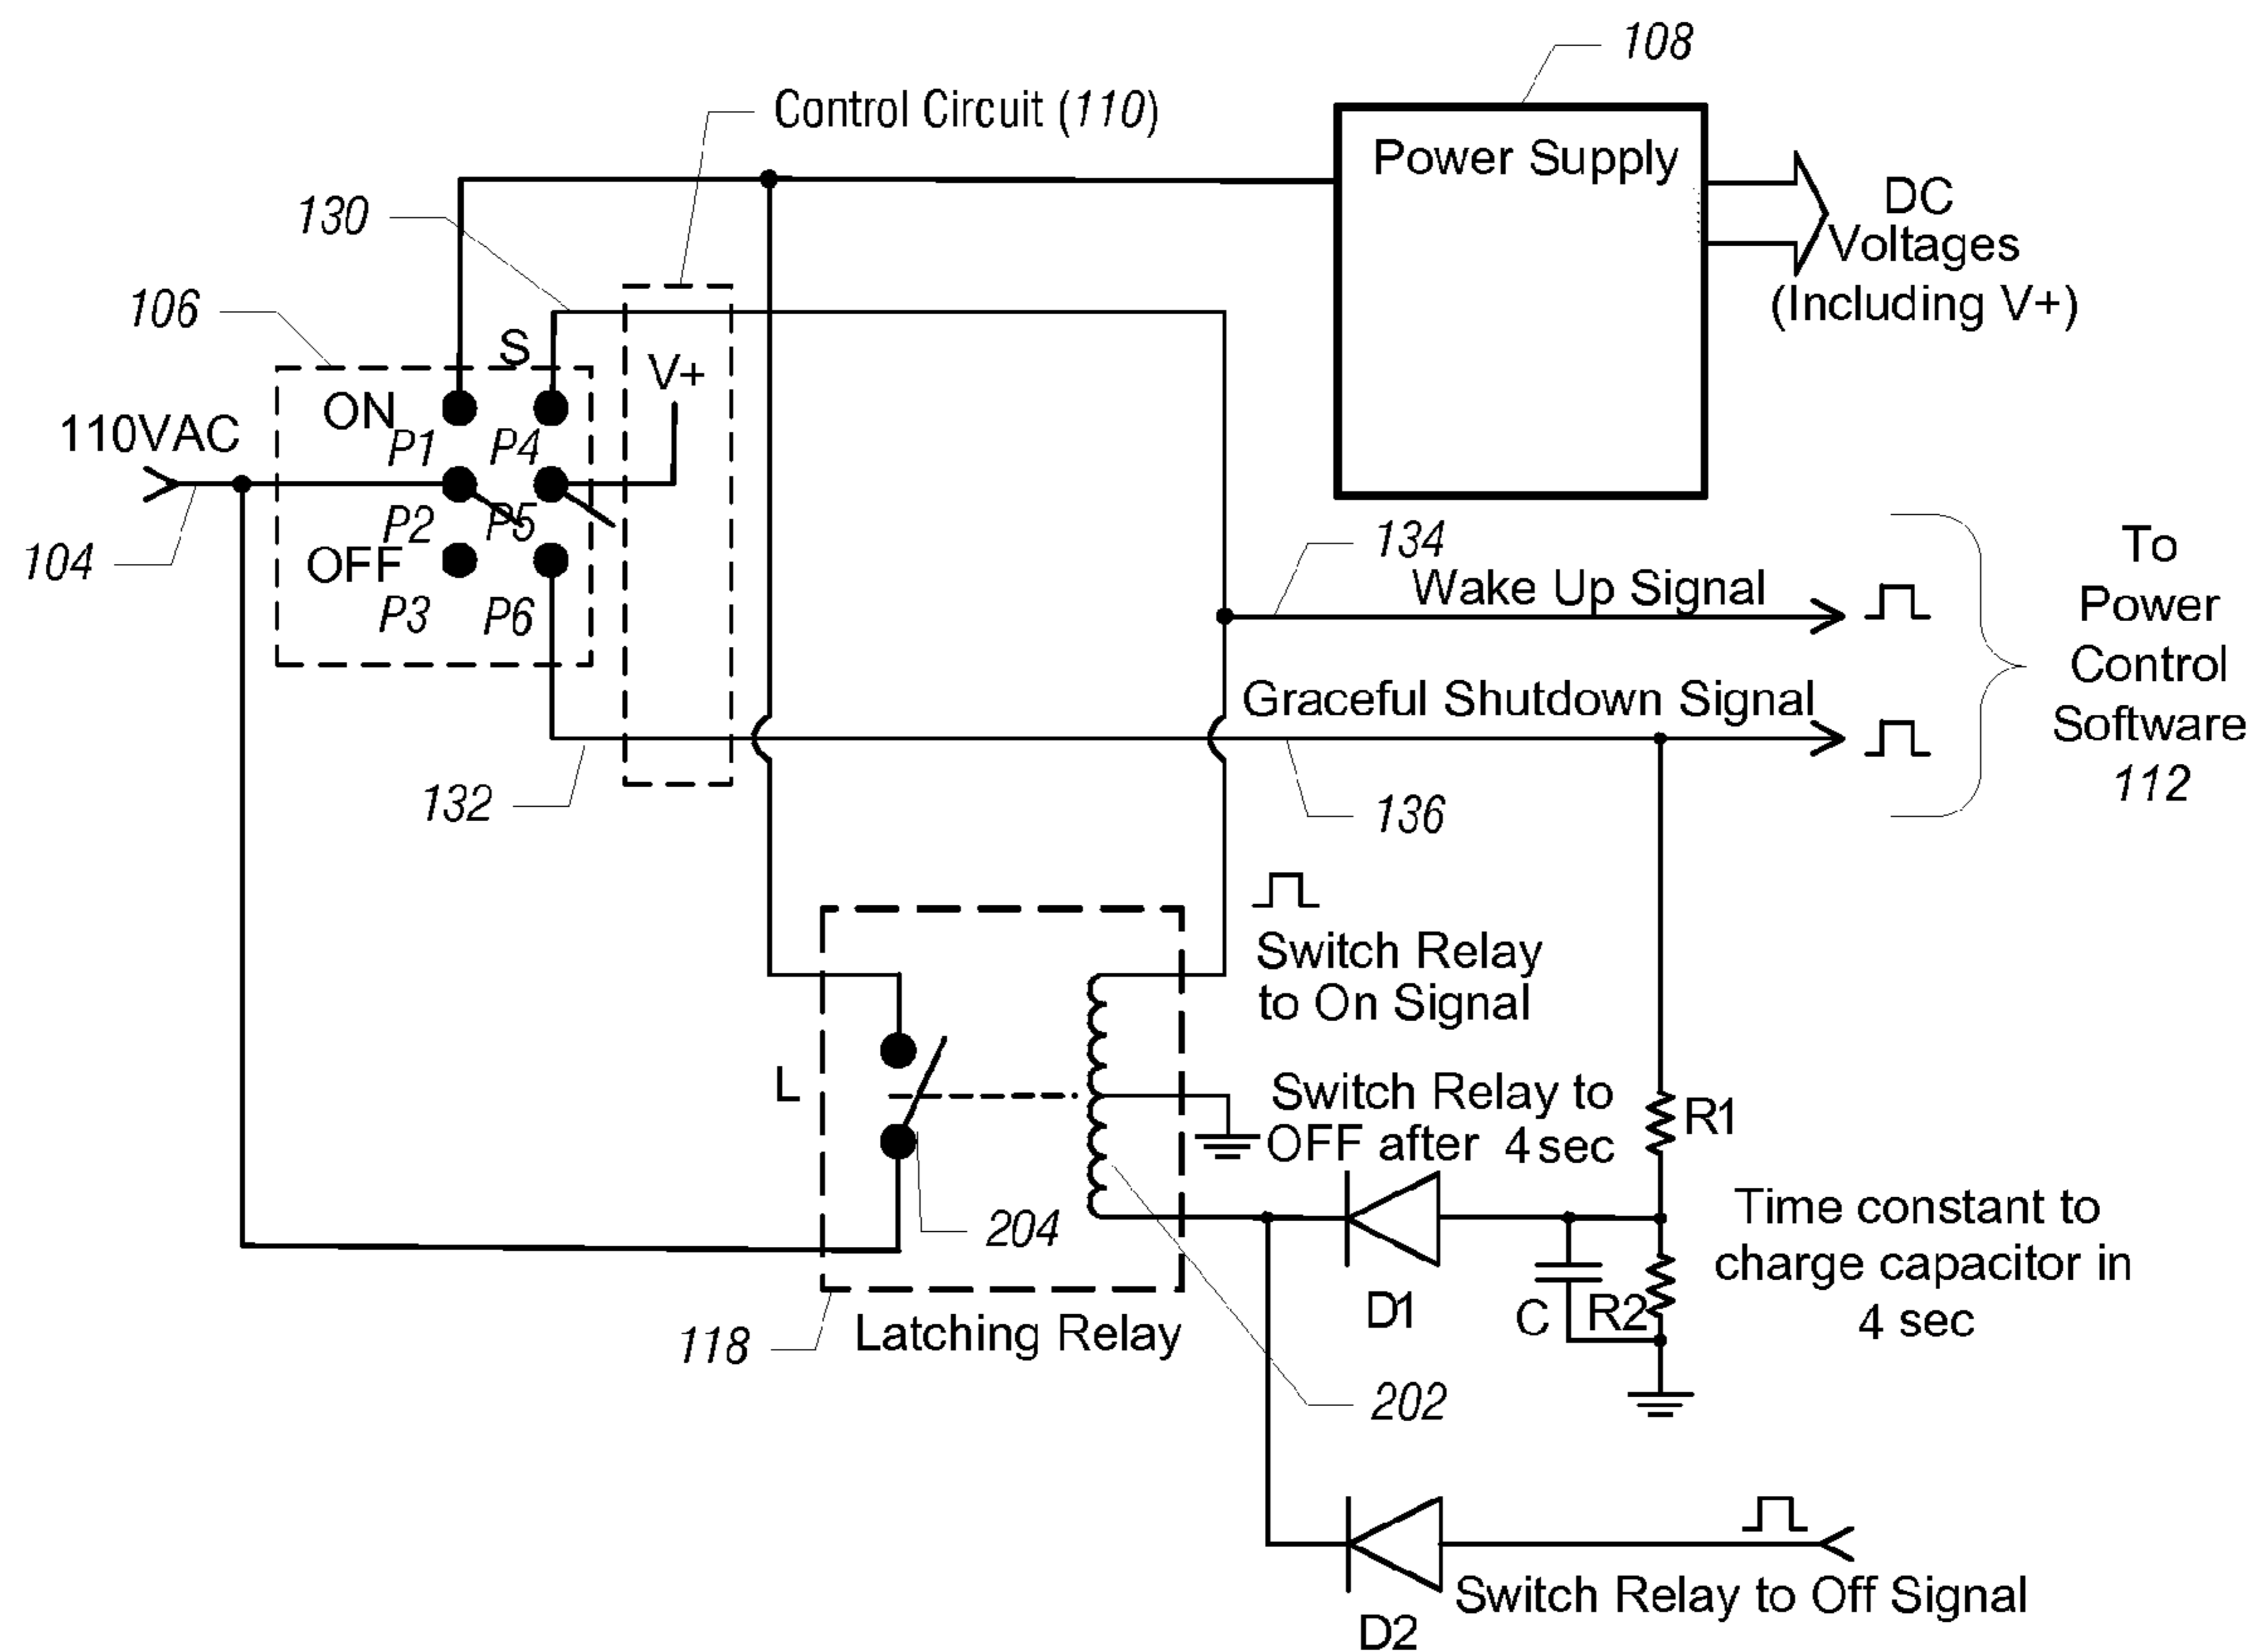 108
Control Circuit (110)
Power Supply
DC
Voltages
(Including V+)
130
106
S
V+
ON
110VAC
P1
P4
P2
P5
104
OFF
P3
P6
134
Wake Up Signal
To
Power
Control
Software
112
Graceful Shutdown Signal
132
136
Switch Relay
to On Signal
L
Switch Relay to
OFF after 4 sec
R1
204
Time constant to
charge capacitor in
4 sec
D1
C
R2
118
Latching Relay
202
Switch Relay to Off Signal
D2